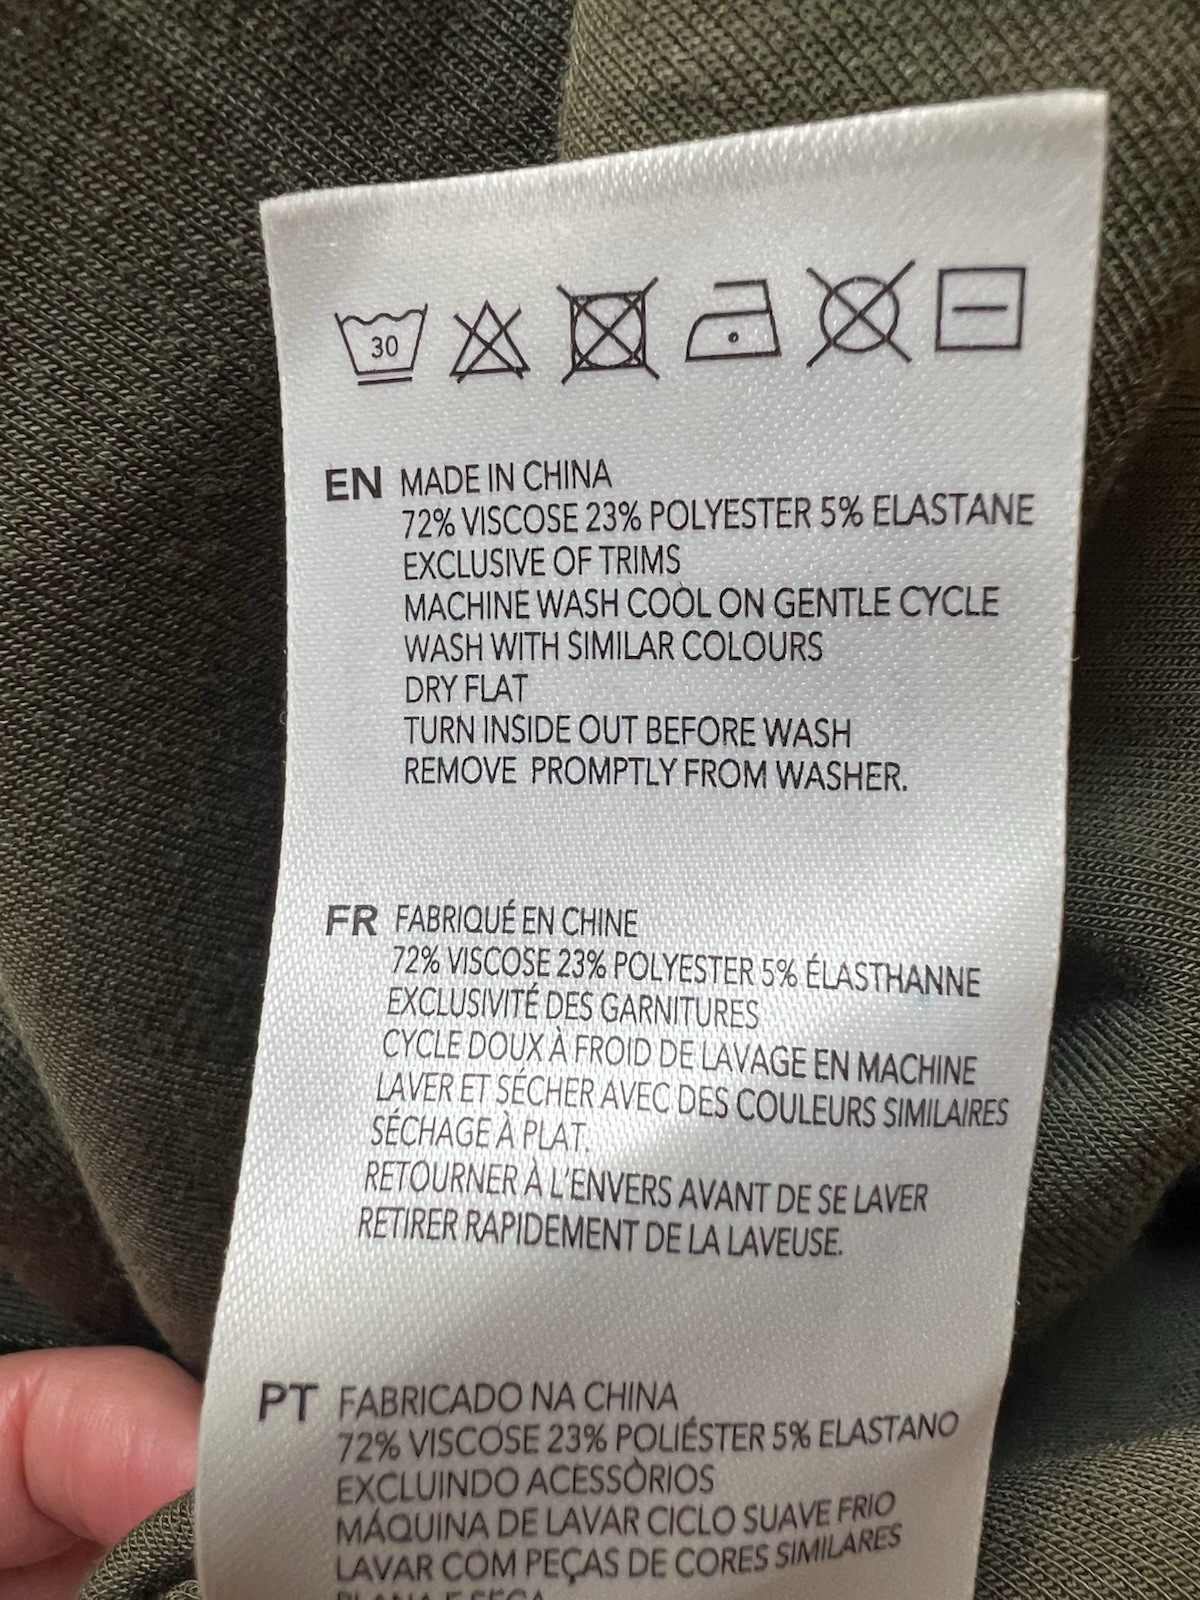 30
EN MADE IN CHINA
72% VISCOSE 23% POLYESTER 5% ELASTANE
EXCLUSIVE OF TRIMS
MACHINE WASH COOL ON GENTLE CYCLE
WASH WITH SIMILAR COLOURS
DRY FLAT
TURN INSIDE OUT BEFORE WASH
REMOVE PROMPTLY FROM WASHER.
FR FABRIQUÉ EN CHINE
72% VISCOSE 23% POLYESTER 5% ÉLASTHANNE
EXCLUSIVITÉ DES GARNITURES
CYCLE DOUX À FROID DE LAVAGE EN MACHINE
LAVER ET SÉCHER AVEC DES COULEURS SIMILAIRES
SÉCHAGE À PLAT.
RETOURNER À L'ENVERS AVANT DE SE LAVER
RETIRER RAPIDEMENT DE LA LAVEUSE.
PT FABRICADO NA CHINA
72% VISCOSE 23% POLIÉSTER 5% ELASTANO
EXCLUINDO ACESSÒRIOS
MÁQUINA DE LAVAR CICLO SUAVE FRIO
LAVAR COM PEÇAS DE CORES SIMILARES